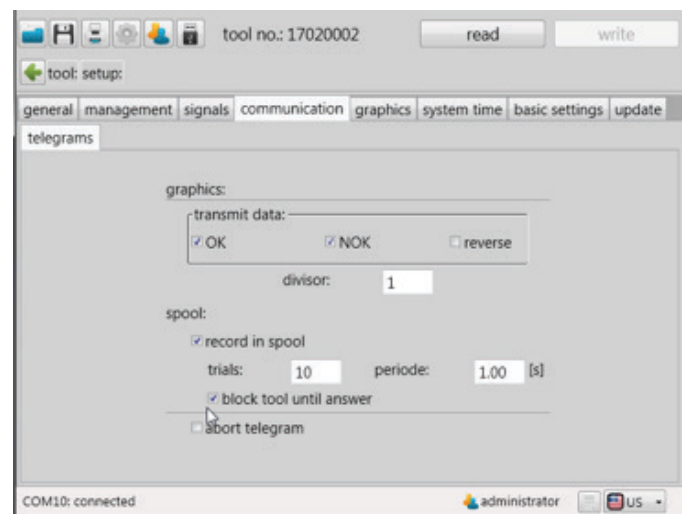 tool no.: 17020002 read write
tool: setup:
general management signals communication graphics system time basic settings update
telegrams
graphics:
transmit data:
OK NOK reverse
divisor: 1
spool:
record in spool
trials: 10 periode: 1.00 [s]
block tool until answer
abort telegram
COM10: connected administrator US